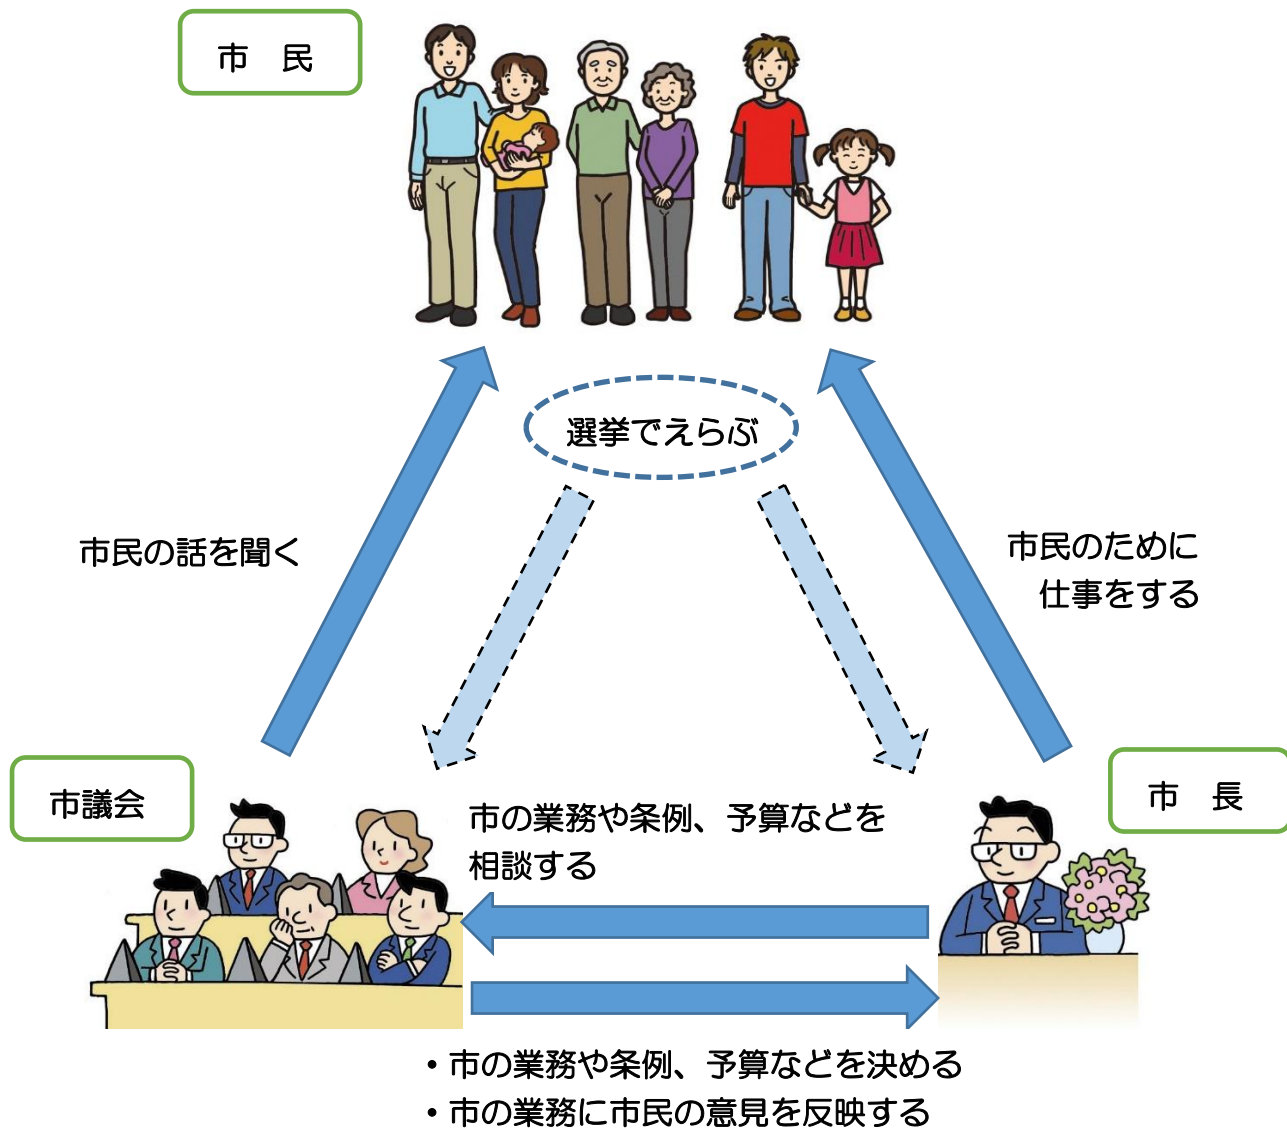 市　民
選挙でえらぶ
市民の話を聞く
市民のために
仕事をする
市議会
市　長
市の業務や条例、予算などを
相談する
・市の業務や条例、予算などを決める
・市の業務に市民の意見を反映する